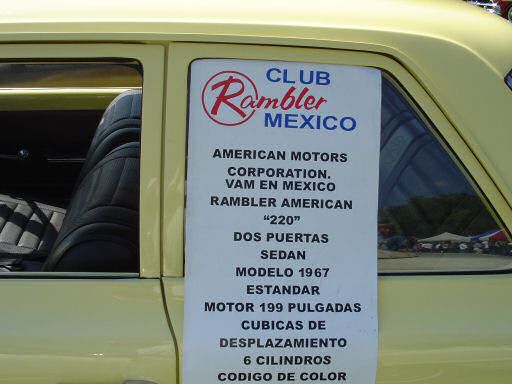 CLUB
Rambler
MEXICO
AMERICAN MOTORS
CORPORATION.
VAM EN MEXICO
RAMBLER AMERICAN
“220”
DOS PUERTAS
SEDAN
MODELO 1967
ESTANDAR
MOTOR 199 PULGADAS
CUBICAS DE
DESPLAZAMIENTO
6 CILINDROS
CODIGO DE COLOR